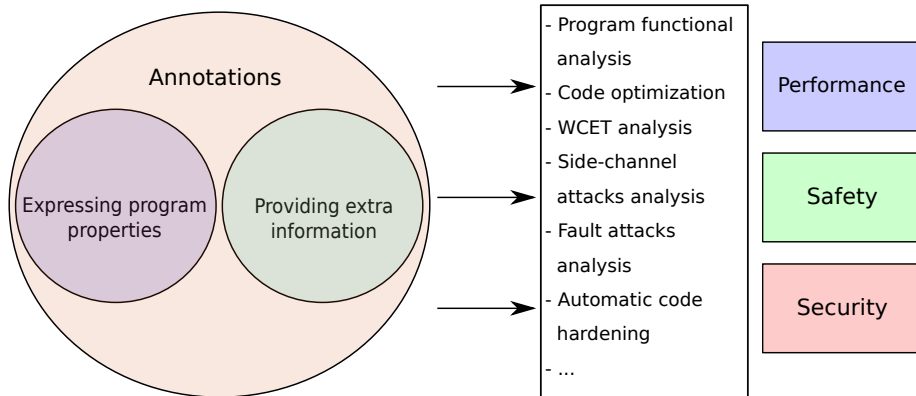 Annotations
Expressing program
properties
Providing extra
information
- Program functional
analysis
- Code optimization
- WCET analysis
- Side-channel
attacks analysis
- Fault attacks
analysis
- Automatic code
hardening
- ...
Performance
Safety
Security